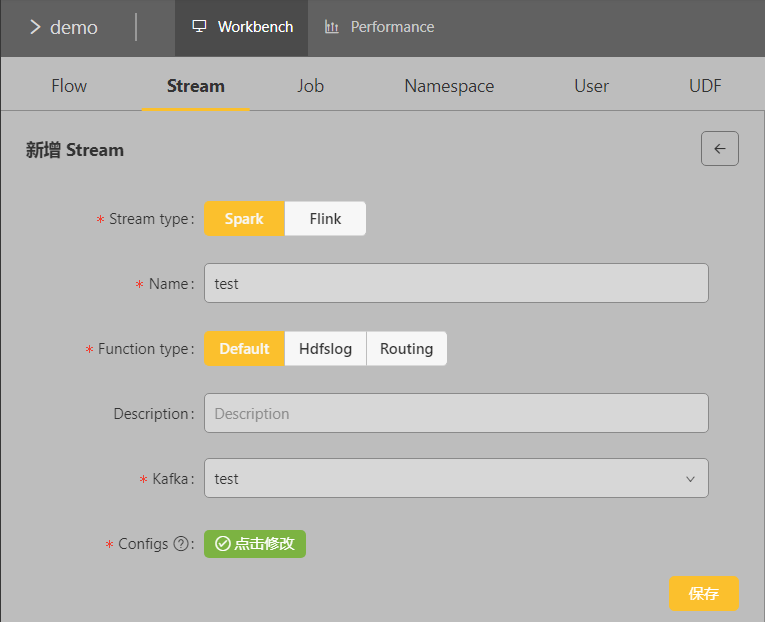 demo Workbench Performance
Flow Stream Job Namespace User UDF
新增 Stream
* Stream type: Spark Flink
* Name: test
* Function type: Default Hdfslog Routing
Description: Description
* Kafka: test
* Configs ?: 点击修改
保存